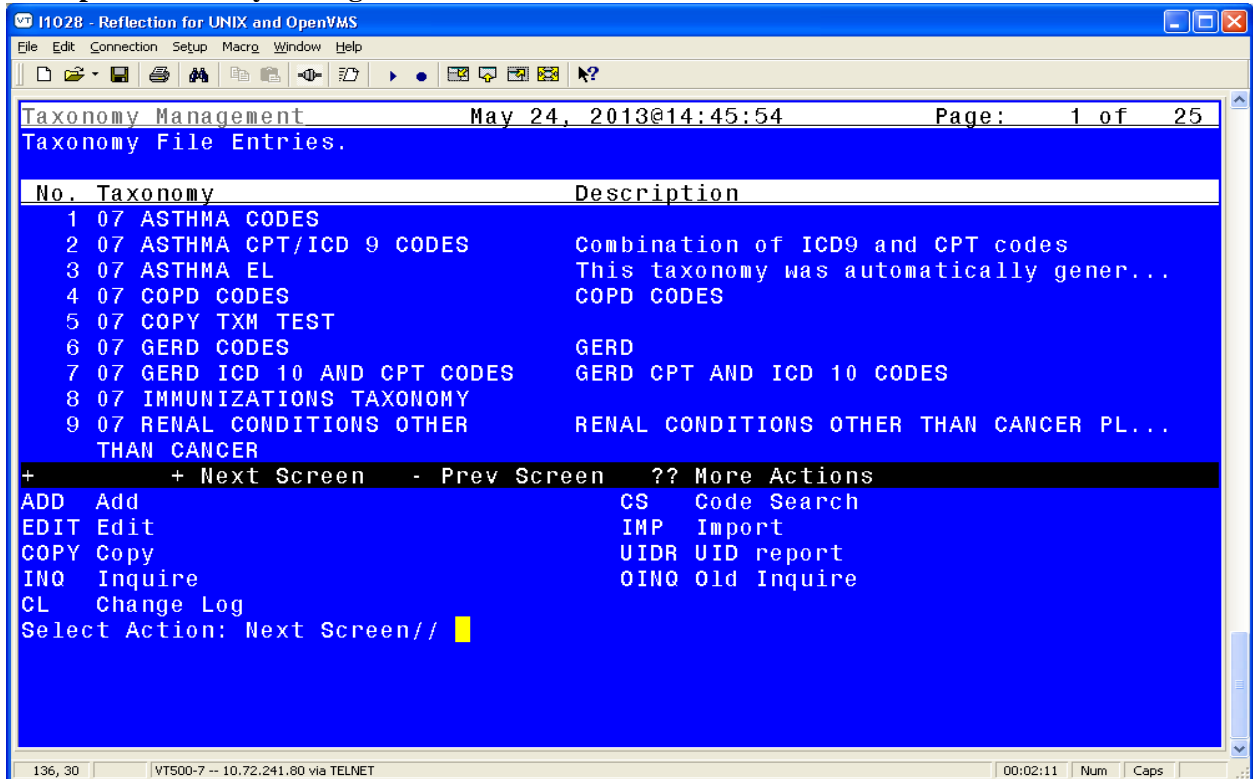 I1028 - Reflection for UNIX and OpenVMS
File Edit Connection Setup Macro Window Help
Taxonomy Management May 24, 2013@14:45:54 Page: 1 of 25
Taxonomy File Entries.
No. Taxonomy Description
1 07 ASTHMA CODES
2 07 ASTHMA CPT/ICD 9 CODES Combination of ICD9 and CPT codes
3 07 ASTHMA EL This taxonomy was automatically gener...
4 07 COPD CODES COPD CODES
5 07 COPY TXM TEST
6 07 GERD CODES GERD
7 07 GERD ICD 10 AND CPT CODES GERD CPT AND ICD 10 CODES
8 07 IMMUNIZATIONS TAXONOMY
9 07 RENAL CONDITIONS OTHER RENAL CONDITIONS OTHER THAN CANCER PL...
THAN CANCER
+ + Next Screen - Prev Screen ?? More Actions
ADD Add CS Code Search
EDIT Edit IMP Import
COPY Copy UIDR UID report
INQ Inquire OINQ Old Inquire
CL Change Log
Select Action: Next Screen//
136, 30 VT500-7 -- 10.72.241.80 via TELNET 00:02:11 Num Caps